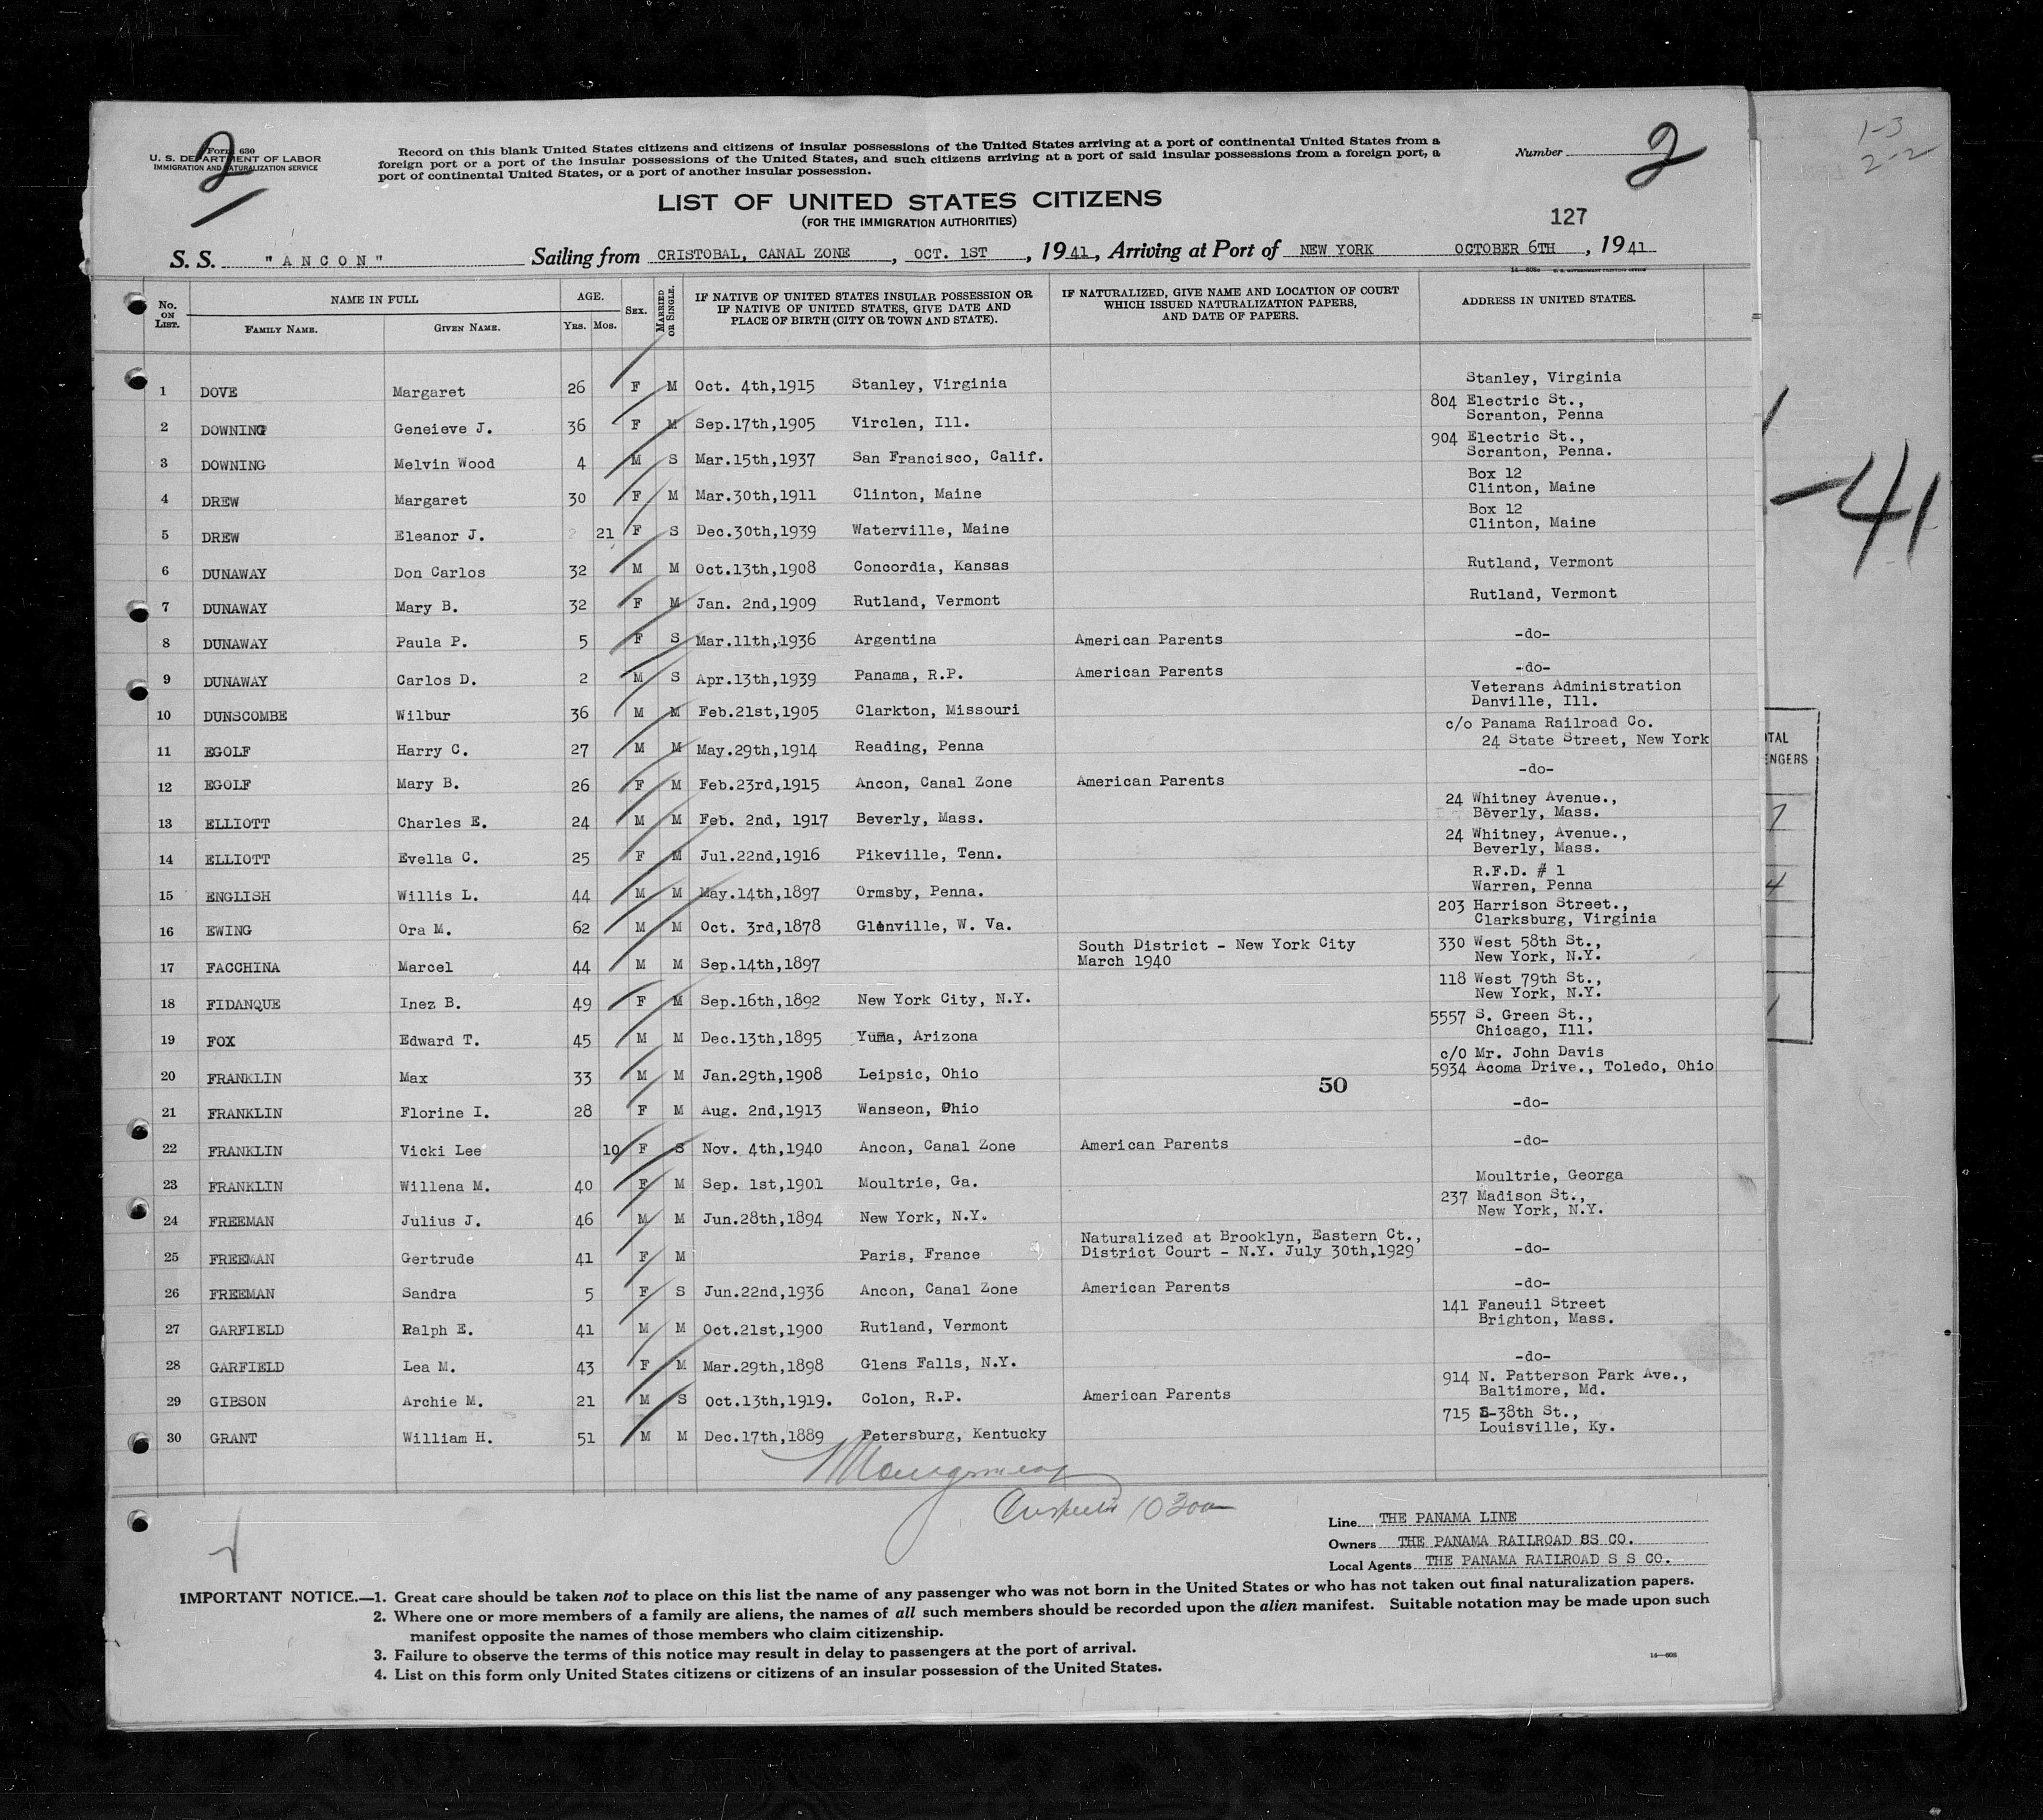 2
Form 630
U. S. DEPARTMENT OF LABOR
IMMIGRATION AND NATURALIZATION SERVICE
Record on this blank United States citizens and citizens of insular possessions of the United States arriving at a port of continental United States from a
foreign port or a port of the insular possessions of the United States, and such citizens arriving at a port of said insular possessions from a foreign port, a
port of continental United States, or a port of another insular possession.
Number 2
1-3
2-2
LIST OF UNITED STATES CITIZENS
(FOR THE IMMIGRATION AUTHORITIES)
127
S. S. "ANCON" Sailing from CRISTOBAL, CANAL ZONE, OCT. 1ST, 1941, Arriving at Port of NEW YORK OCTOBER 6TH, 1941
No. ON LIST. NAME IN FULL FAMILY NAME. GIVEN NAME. AGE. YRS. MOS. SEX. MARRIED OR SINGLE. IF NATIVE OF UNITED STATES INSULAR POSSESSION OR IF NATIVE OF UNITED STATES, GIVE DATE AND PLACE OF BIRTH (CITY OR TOWN AND STATE). IF NATURALIZED, GIVE NAME AND LOCATION OF COURT WHICH ISSUED NATURALIZATION PAPERS, AND DATE OF PAPERS. ADDRESS IN UNITED STATES.
1 DOVE Margaret 26 F M Oct. 4th,1915 Stanley, Virginia Stanley, Virginia
2 DOWNING Geneieve J. 36 F M Sep.17th,1905 Virclen, Ill. 804 Electric St., Scranton, Penna
3 DOWNING Melvin Wood 4 M S Mar.15th,1937 San Francisco, Calif. 904 Electric St., Scranton, Penna.
4 DREW Margaret 30 F M Mar.30th,1911 Clinton, Maine Box 12 Clinton, Maine
5 DREW Eleanor J. 21 F S Dec.30th,1939 Waterville, Maine Box 12 Clinton, Maine
6 DUNAWAY Don Carlos 32 M M Oct.13th,1908 Concordia, Kansas Rutland, Vermont
7 DUNAWAY Mary B. 32 F M Jan. 2nd,1909 Rutland, Vermont Rutland, Vermont
8 DUNAWAY Paula P. 5 F S Mar.11th,1936 Argentina American Parents -do-
9 DUNAWAY Carlos D. 2 M S Apr.13th,1939 Panama, R.P. American Parents -do-
10 DUNSCOMBE Wilbur 36 M M Feb.21st,1905 Clarkton, Missouri Veterans Administration Danville, Ill.
11 EGOLF Harry C. 27 M M May.29th,1914 Reading, Penna c/o Panama Railroad Co. 24 State Street, New York
12 EGOLF Mary B. 26 F M Feb.23rd,1915 Ancon, Canal Zone American Parents -do-
13 ELLIOTT Charles E. 24 M M Feb. 2nd, 1917 Beverly, Mass. 24 Whitney Avenue., Beverly, Mass.
14 ELLIOTT Evella C. 25 F M Jul.22nd,1916 Pikeville, Tenn. 24 Whitney, Avenue., Beverly, Mass.
15 ENGLISH Willis L. 44 M M May.14th,1897 Ormsby, Penna. R.F.D. # 1 Warren, Penna
16 EWING Ora M. 62 M M Oct. 3rd,1878 Glenville, W. Va. 203 Harrison Street., Clarksburg, Virginia
17 FACCHINA Marcel 44 M M Sep.14th,1897 South District - New York City March 1940 330 West 58th St., New York, N.Y.
18 FIDANQUE Inez B. 49 F M Sep.16th,1892 New York City, N.Y. 118 West 79th St., New York, N.Y.
19 FOX Edward T. 45 M M Dec.13th,1895 Yuma, Arizona 5557 S. Green St., Chicago, Ill.
20 FRANKLIN Max 33 M M Jan.29th,1908 Leipsic, Ohio c/o Mr. John Davis 5934 Acoma Drive., Toledo, Ohio
50
21 FRANKLIN Florine I. 28 F M Aug. 2nd,1913 Wanseon, Ohio -do-
22 FRANKLIN Vicki Lee 10 F S Nov. 4th,1940 Ancon, Canal Zone American Parents -do-
23 FRANKLIN Willena M. 40 F M Sep. 1st,1901 Moultrie, Ga. Moultrie, Georga
24 FREEMAN Julius J. 46 M M Jun.28th,1894 New York, N.Y. 237 Madison St., New York, N.Y.
25 FREEMAN Gertrude 41 F M Paris, France Naturalized at Brooklyn, Eastern Ct., District Court - N.Y. July 30th,1929 -do-
26 FREEMAN Sandra 5 F S Jun.22nd,1936 Ancon, Canal Zone American Parents -do-
27 GARFIELD Ralph E. 41 M M Oct.21st,1900 Rutland, Vermont 141 Faneuil Street Brighton, Mass.
28 GARFIELD Lea M. 43 F M Mar.29th,1898 Glens Falls, N.Y. -do-
29 GIBSON Archie M. 21 M S Oct.13th,1919. Colon, R.P. American Parents 914 N. Patterson Park Ave., Baltimore, Md.
30 GRANT William H. 51 M M Dec.17th,1889 Petersburg, Kentucky 715 S-38th St., Louisville, Ky.
-41
Line THE PANAMA LINE
Owners THE PANAMA RAILROAD SS CO.
Local Agents THE PANAMA RAILROAD S S CO.
IMPORTANT NOTICE.—1. Great care should be taken not to place on this list the name of any passenger who was not born in the United States or who has not taken out final naturalization papers.
2. Where one or more members of a family are aliens, the names of all such members should be recorded upon the alien manifest. Suitable notation may be made upon such
manifest opposite the names of those members who claim citizenship.
3. Failure to observe the terms of this notice may result in delay to passengers at the port of arrival.
4. List on this form only United States citizens or citizens of an insular possession of the United States.